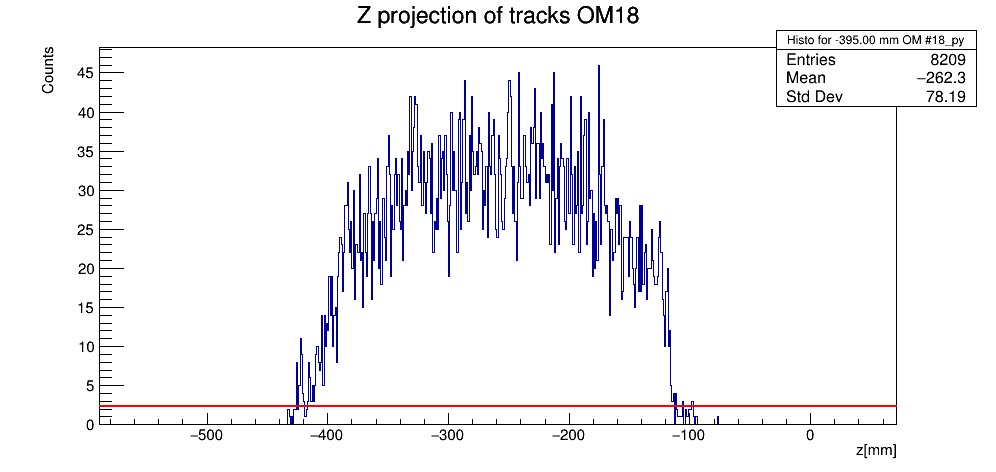 Z projection of tracks OM18
Histo for -395.00 mm OM #18_py
Entries 8209
Mean −262.3
Std Dev 78.19
Counts
45
40
35
30
25
20
15
10
5
0
−500 −400 −300 −200 −100 0
z[mm]